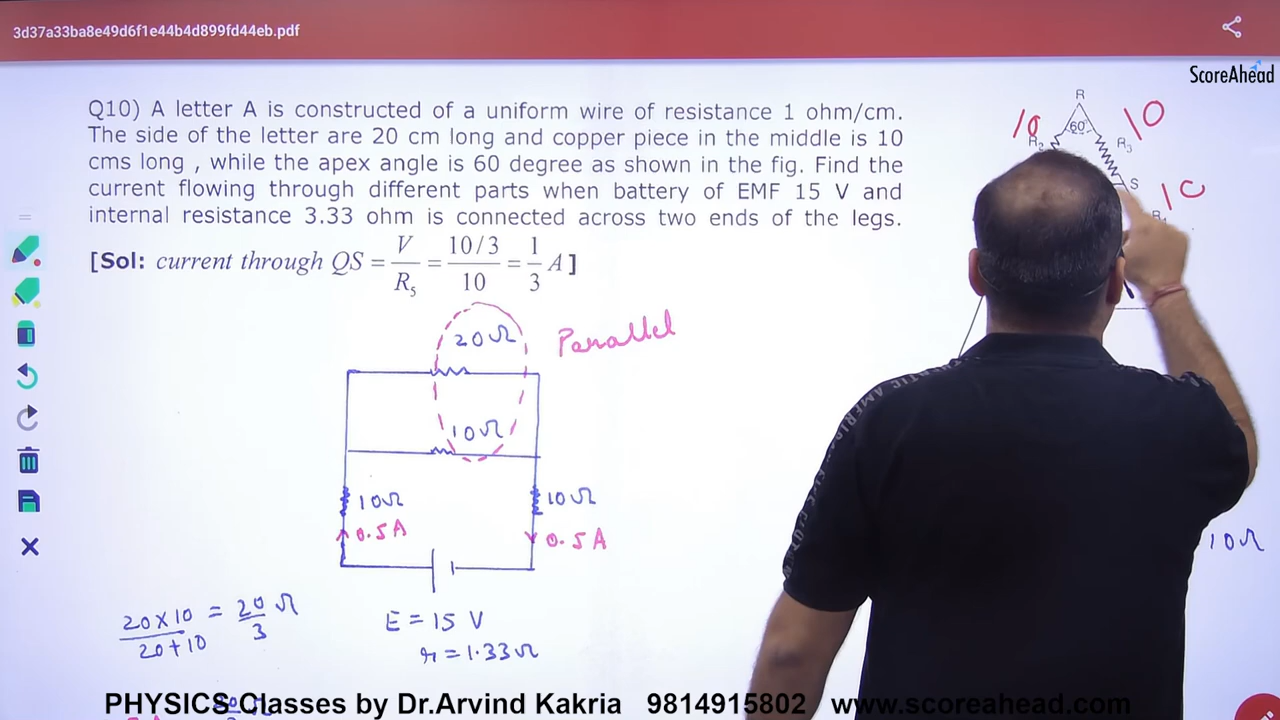 3d37a33ba8e49d6f1e44b4d899fd44eb.pdf
ScoreAhead
Q10) A letter A is constructed of a uniform wire of resistance 1 ohm/cm.
The side of the letter are 20 cm long and copper piece in the middle is 10
cms long , while the apex angle is 60 degree as shown in the fig. Find the
current flowing through different parts when battery of EMF 15 V and
internal resistance 3.33 ohm is connected across two ends of the legs.
[Sol: current through QS = V/R₅ = 10/3/10 = 1/3 A ]
R
10
60°
10
R₂
R₃
S
10
20Ω
Parallel
10Ω
10Ω
10Ω
0.5A
0.5A
10Ω
20×10/20+10 = 20/3 Ω
E = 15 V
r = 1.33Ω
PHYSICS Classes by Dr.Arvind Kakria 9814915802 www.scoreahead.com